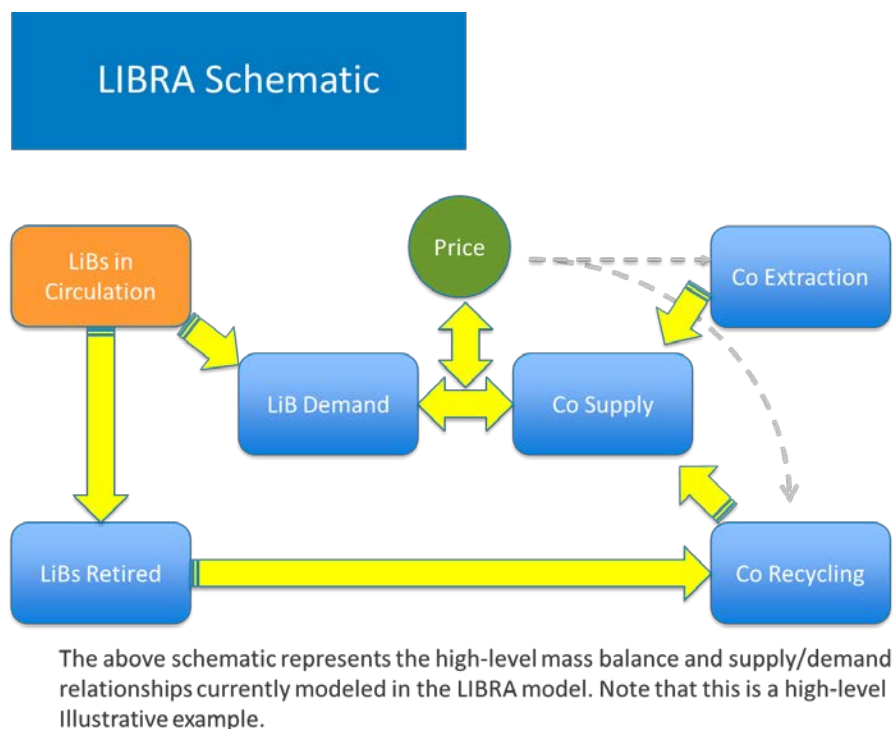 LIBRA Schematic
LiBs in
Circulation
Price
Co Extraction
LiB Demand
Co Supply
LiBs Retired
Co Recycling
The above schematic represents the high-level mass balance and supply/demand
relationships currently modeled in the LIBRA model. Note that this is a high-level
Illustrative example.